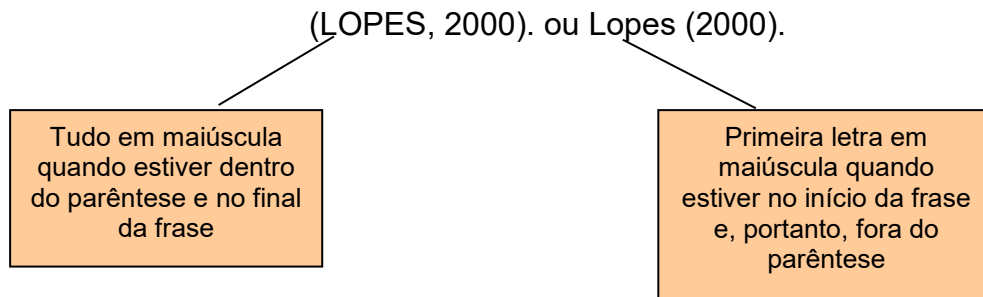 (LOPES, 2000). ou Lopes (2000).
Tudo em maiúscula
quando estiver dentro
do parêntese e no final
da frase
Primeira letra em
maiúscula quando
estiver no início da frase
e, portanto, fora do
parêntese